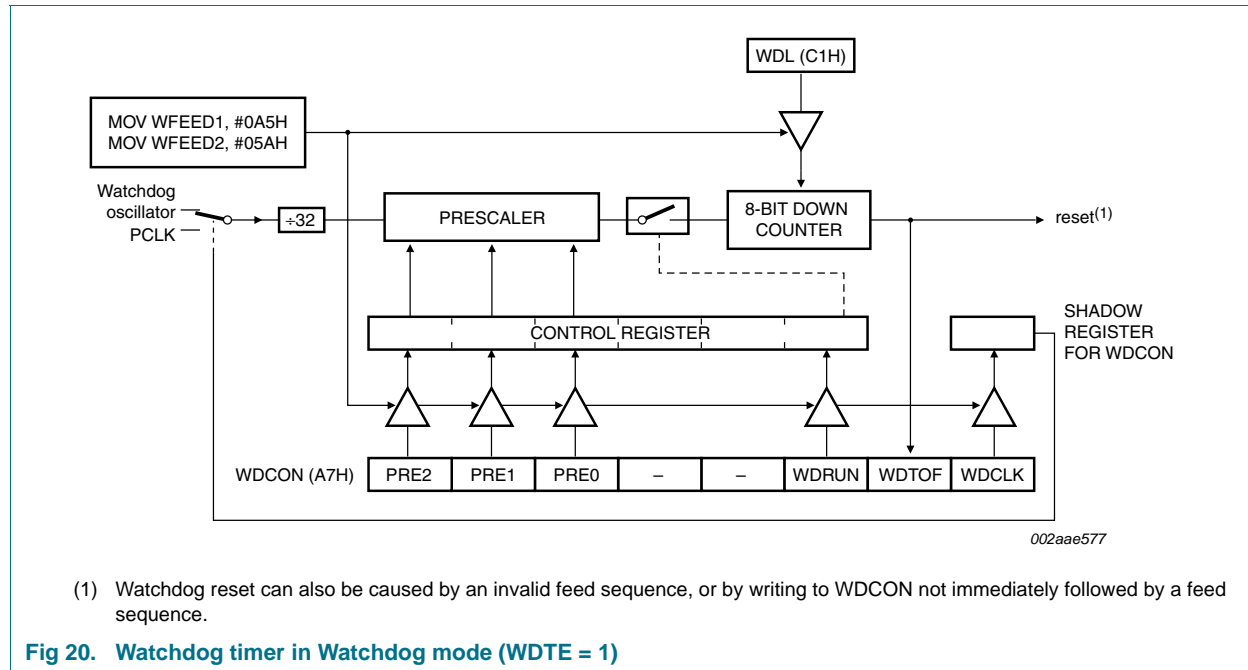 WDL (C1H)
MOV WFEED1, #0A5H
MOV WFEED2, #05AH
Watchdog
oscillator
PCLK
÷32
PRESCALER
8-BIT DOWN
COUNTER
reset(1)
CONTROL REGISTER
SHADOW
REGISTER
FOR WDCON
WDCON (A7H)
PRE2
PRE1
PRE0
–
–
WDRUN
WDTOF
WDCLK
002aae577
(1) Watchdog reset can also be caused by an invalid feed sequence, or by writing to WDCON not immediately followed by a feed
sequence.
Fig 20. Watchdog timer in Watchdog mode (WDTE = 1)